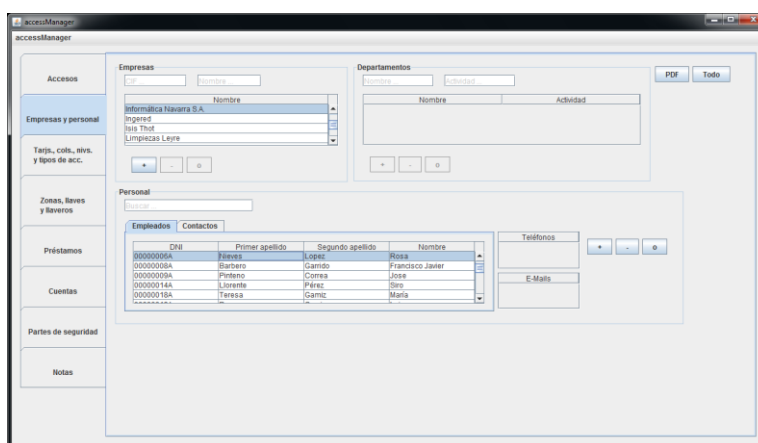 accessManager
accessManager
Accesos
Empresas y personal
Tarjs., cols., nivs.
y tipos de acc.
Zonas, llaves
y llaveros
Préstamos
Cuentas
Partes de seguridad
Notas
Empresas
CIF ... Nombre ...
Nombre
Informática Navarra S.A.
Ingered
Isis Thot
Limpiezas Leyre
+ - o
Departamentos
Nombre ... Actividad ...
Nombre Actividad
+ - o
PDF Todo
Personal
Buscar ...
Empleados Contactos
DNI Primer apellido Segundo apellido Nombre
00000006A Nieves Lopez Rosa
00000008A Barbero Garrido Francisco Javier
00000009A Pinteno Correa Jose
00000014A Llorente Pérez Siro
00000018A Teresa Gamiz María
Teléfonos
E-Mails
+ - o